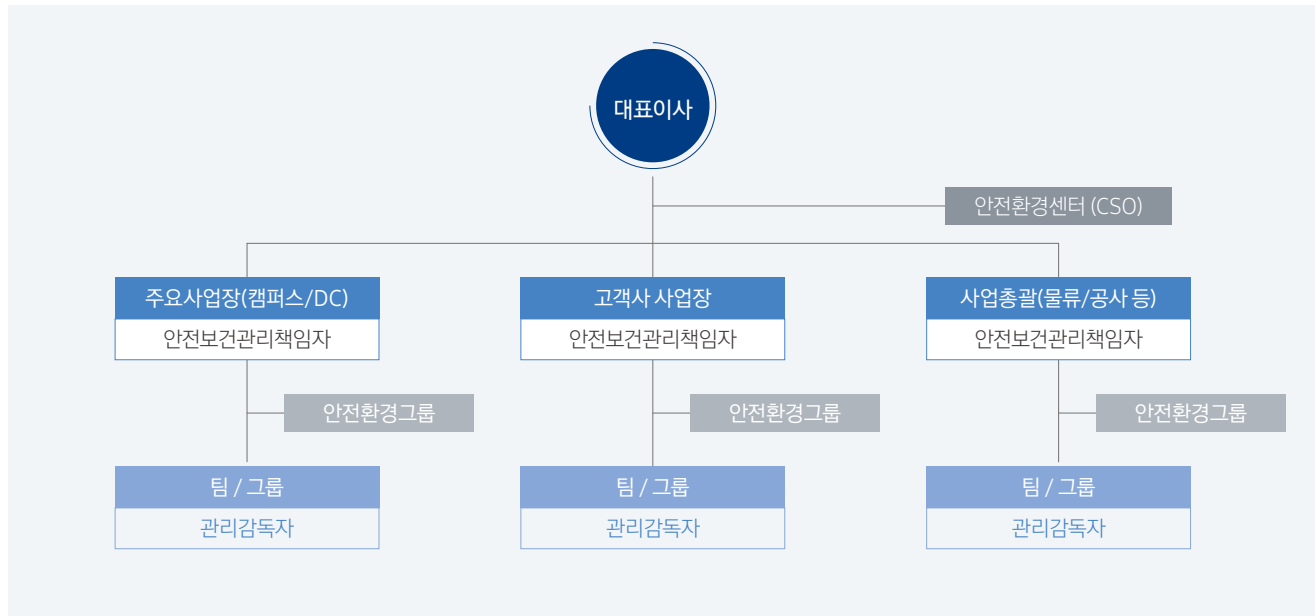 대표이사
안전환경센터 (CSO)
주요사업장(캠퍼스/DC)
안전보건관리책임자
고객사 사업장
안전보건관리책임자
사업총괄(물류/공사 등)
안전보건관리책임자
안전환경그룹
안전환경그룹
안전환경그룹
팀 / 그룹
관리감독자
팀 / 그룹
관리감독자
팀 / 그룹
관리감독자